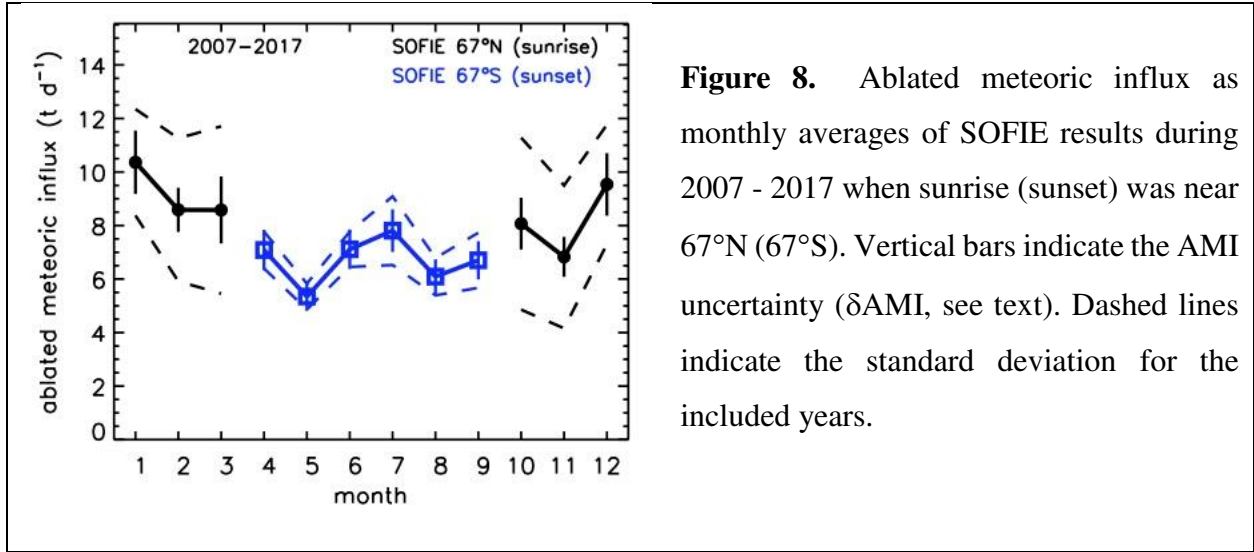 2007–2017 SOFIE 67°N (sunrise)
SOFIE 67°S (sunset)
ablated meteoric influx (t d⁻¹)
14
12
10
8
6
4
2
0
1 2 3 4 5 6 7 8 9 10 11 12
month
Figure 8. Ablated meteoric influx as
monthly averages of SOFIE results during
2007 - 2017 when sunrise (sunset) was near
67°N (67°S). Vertical bars indicate the AMI
uncertainty (δAMI, see text). Dashed lines
indicate the standard deviation for the
included years.